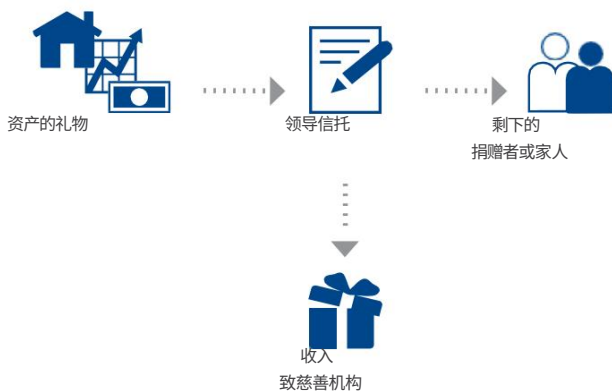 资产的礼物
领导信托
剩下的
捐赠者或家人
收入
致慈善机构